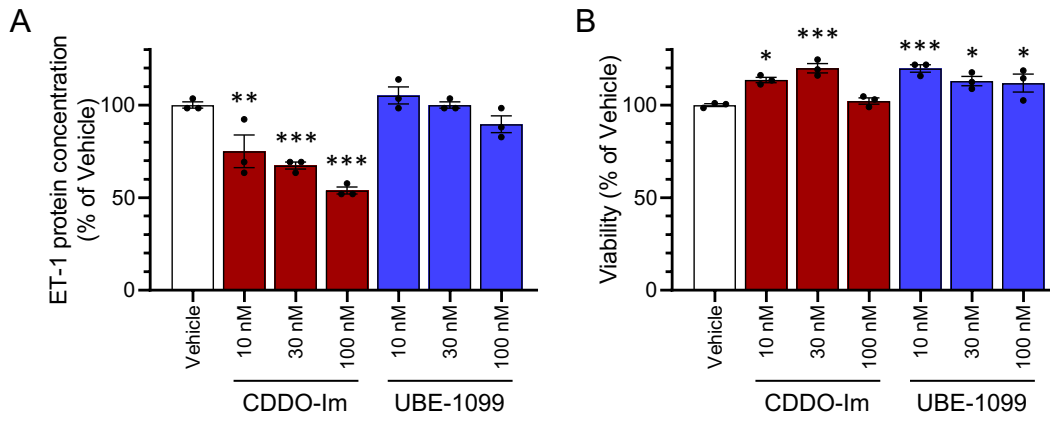 A
ET-1 protein concentration
(% of Vehicle)
100
50
0
**
***
***
Vehicle
10 nM
30 nM
100 nM
10 nM
30 nM
100 nM
CDDO-Im
UBE-1099
B
Viability (% of Vehicle)
100
50
0
*
***
***
*
*
Vehicle
10 nM
30 nM
100 nM
10 nM
30 nM
100 nM
CDDO-Im
UBE-1099